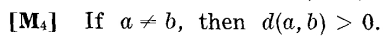 [M₄] If a ≠ b, then d(a, b) > 0.